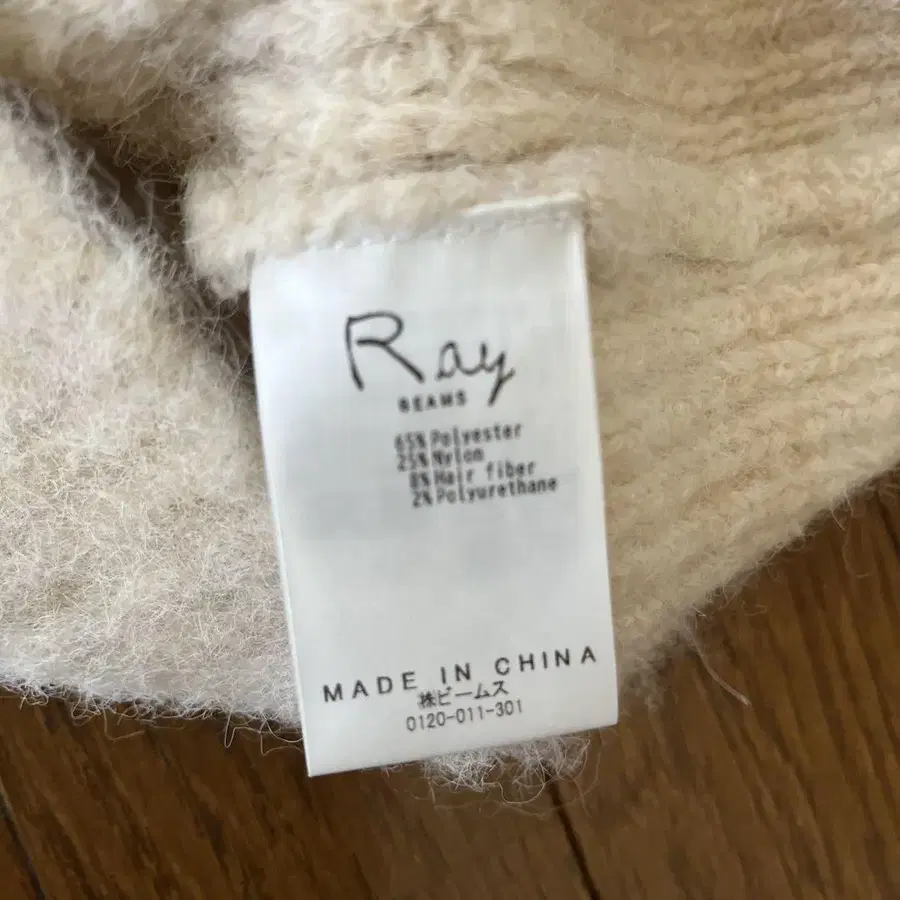 Ray
BEAMS
65% Polyester
25% Nylon
8% Hair fiber
2% Polyurethane
MADE IN CHINA
㈱ビームス
0120-011-301